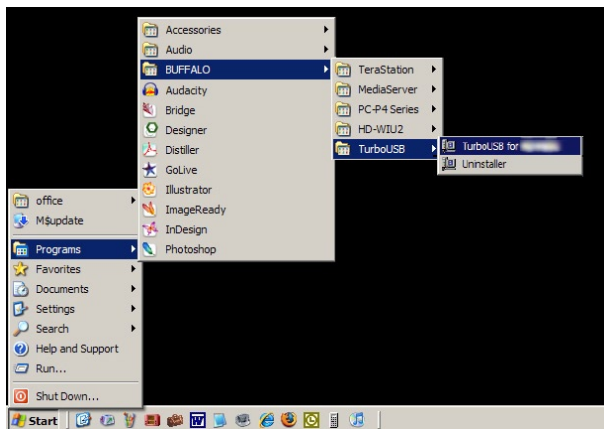 Accessories
Audio
BUFFALO
Audacity
Bridge
Designer
Distiller
GoLive
Illustrator
ImageReady
InDesign
Photoshop
TeraStation
MediaServer
PC-P4 Series
HD-WIU2
TurboUSB
TurboUSB for
Uninstaller
office
M$update
Programs
Favorites
Documents
Settings
Search
Help and Support
Run...
Shut Down...
Start